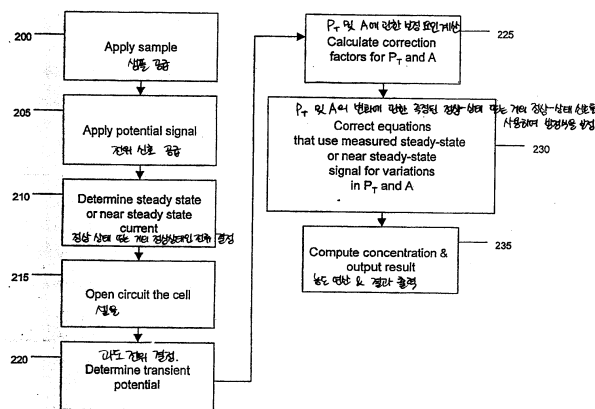 200
Apply sample
샘플 공급
205
Apply potential signal
전위 신호 공급
210
Determine steady state
or near steady state
current
정상 상태 또는 거의 정상상태인 전류 결정
215
Open circuit the cell
셀을
220
과도 전위 결정.
Determine transient
potential
225
P_T 및 A에 관한 보정 요인 계산
Calculate correction
factors for P_T and A
230
P_T 및 A의 변화에 관한 측정된 정상-상태 또는 거의 정상-상태 신호를
사용하여
Correct equations
that use measured steady-state
or near steady-state
signal for variations
in P_T and A
235
Compute concentration &
output result
농도 연산 & 결과 출력